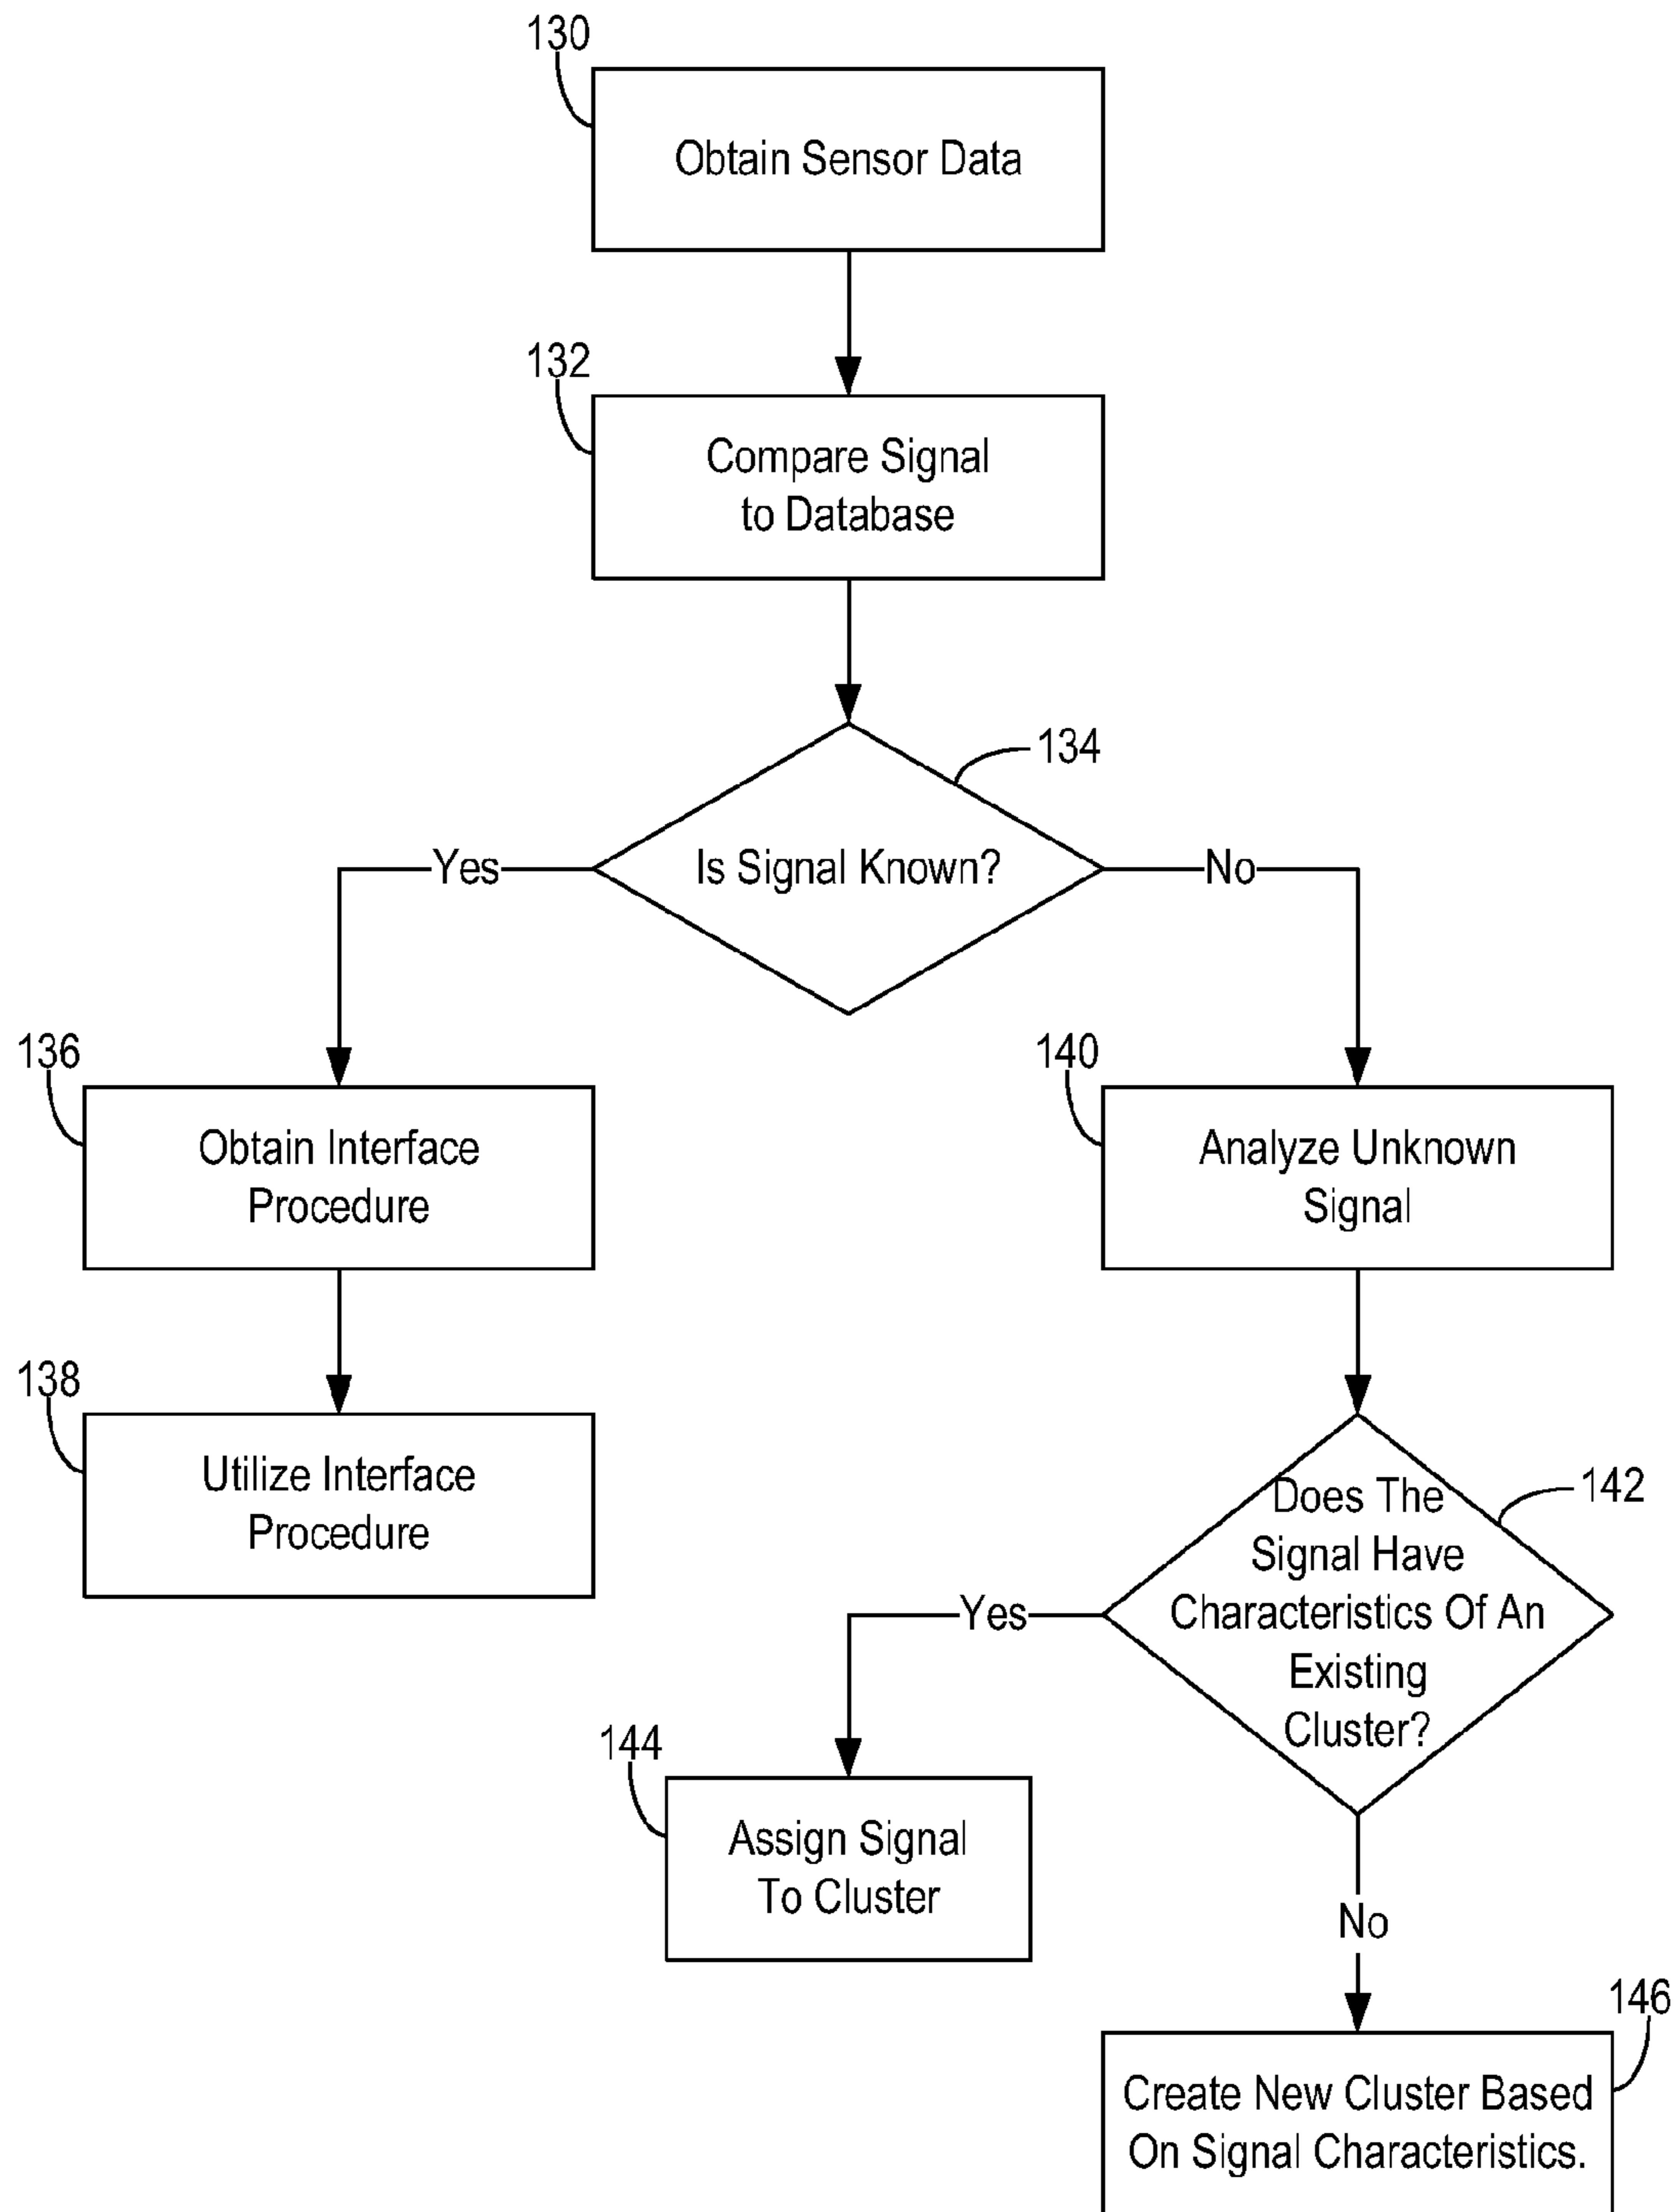 130
Obtain Sensor Data
132
Compare Signal
to Database
134
Is Signal Known?
Yes
No
136
Obtain Interface
Procedure
140
Analyze Unknown
Signal
138
Utilize Interface
Procedure
142
Does The
Signal Have
Characteristics Of An
Existing
Cluster?
Yes
144
Assign Signal
To Cluster
No
146
Create New Cluster Based
On Signal Characteristics.